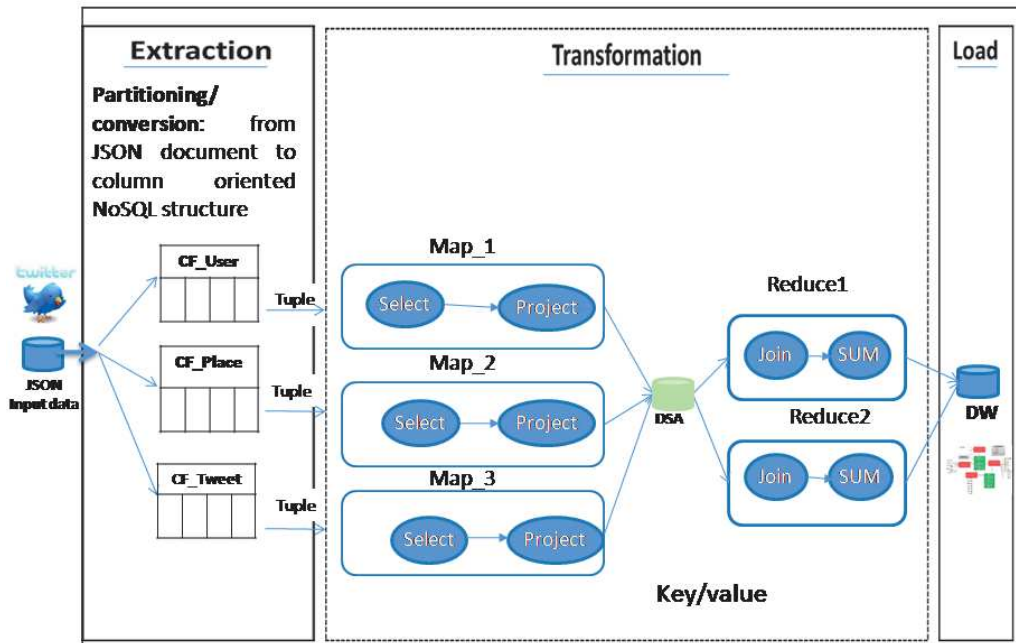 Extraction
Partitioning/
conversion: from
JSON document to
column oriented
NoSQL structure
twitter
JSON
Input data
CF_User
CF_Place
CF_Tweet
Tuple
Tuple
Tuple
Transformation
Map_1
Select
Project
Map_2
Select
Project
Map_3
Select
Project
DSA
Reduce1
Join
SUM
Reduce2
Join
SUM
Key/value
Load
DW